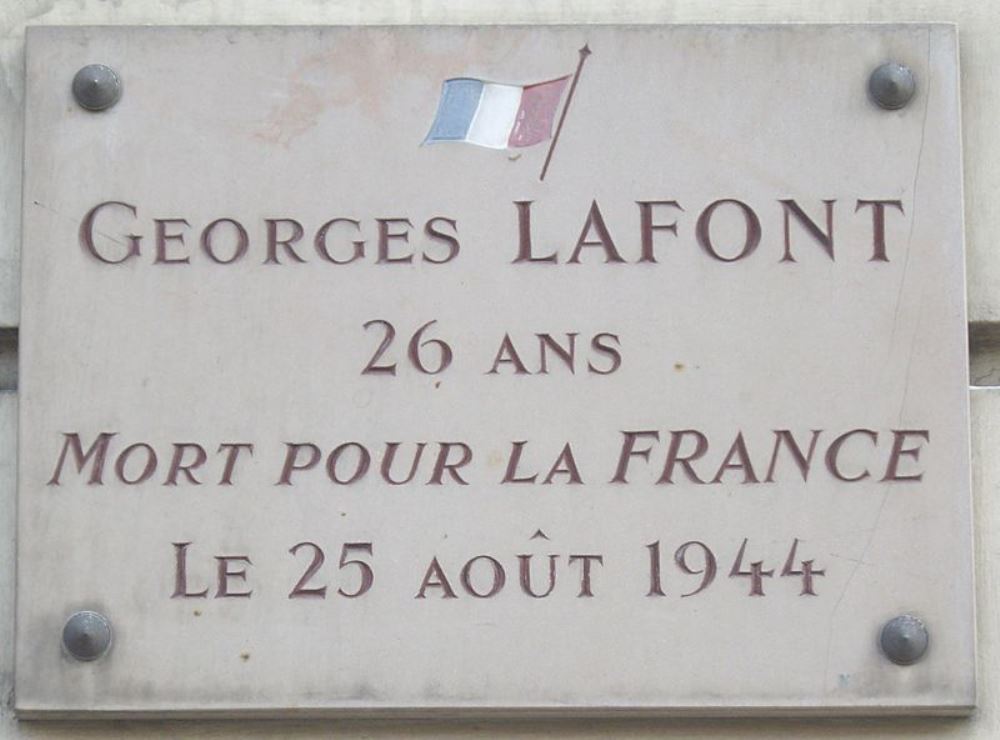 Georges LAFONT
26 ANS
MORT POUR LA FRANCE
LE 25 AOÛT 1944